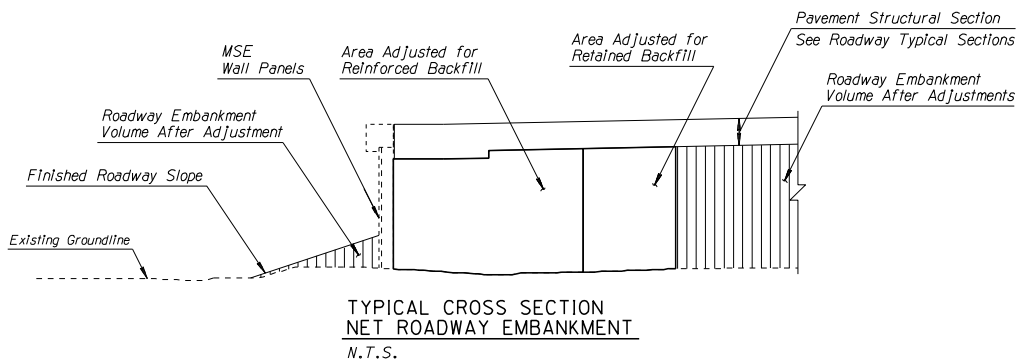 Pavement Structural Section
See Roadway Typical Sections
MSE
Wall Panels
Area Adjusted for
Reinforced Backfill
Area Adjusted for
Retained Backfill
Roadway Embankment
Volume After Adjustments
Roadway Embankment
Volume After Adjustment
Finished Roadway Slope
Existing Groundline
TYPICAL CROSS SECTION
NET ROADWAY EMBANKMENT
N.T.S.